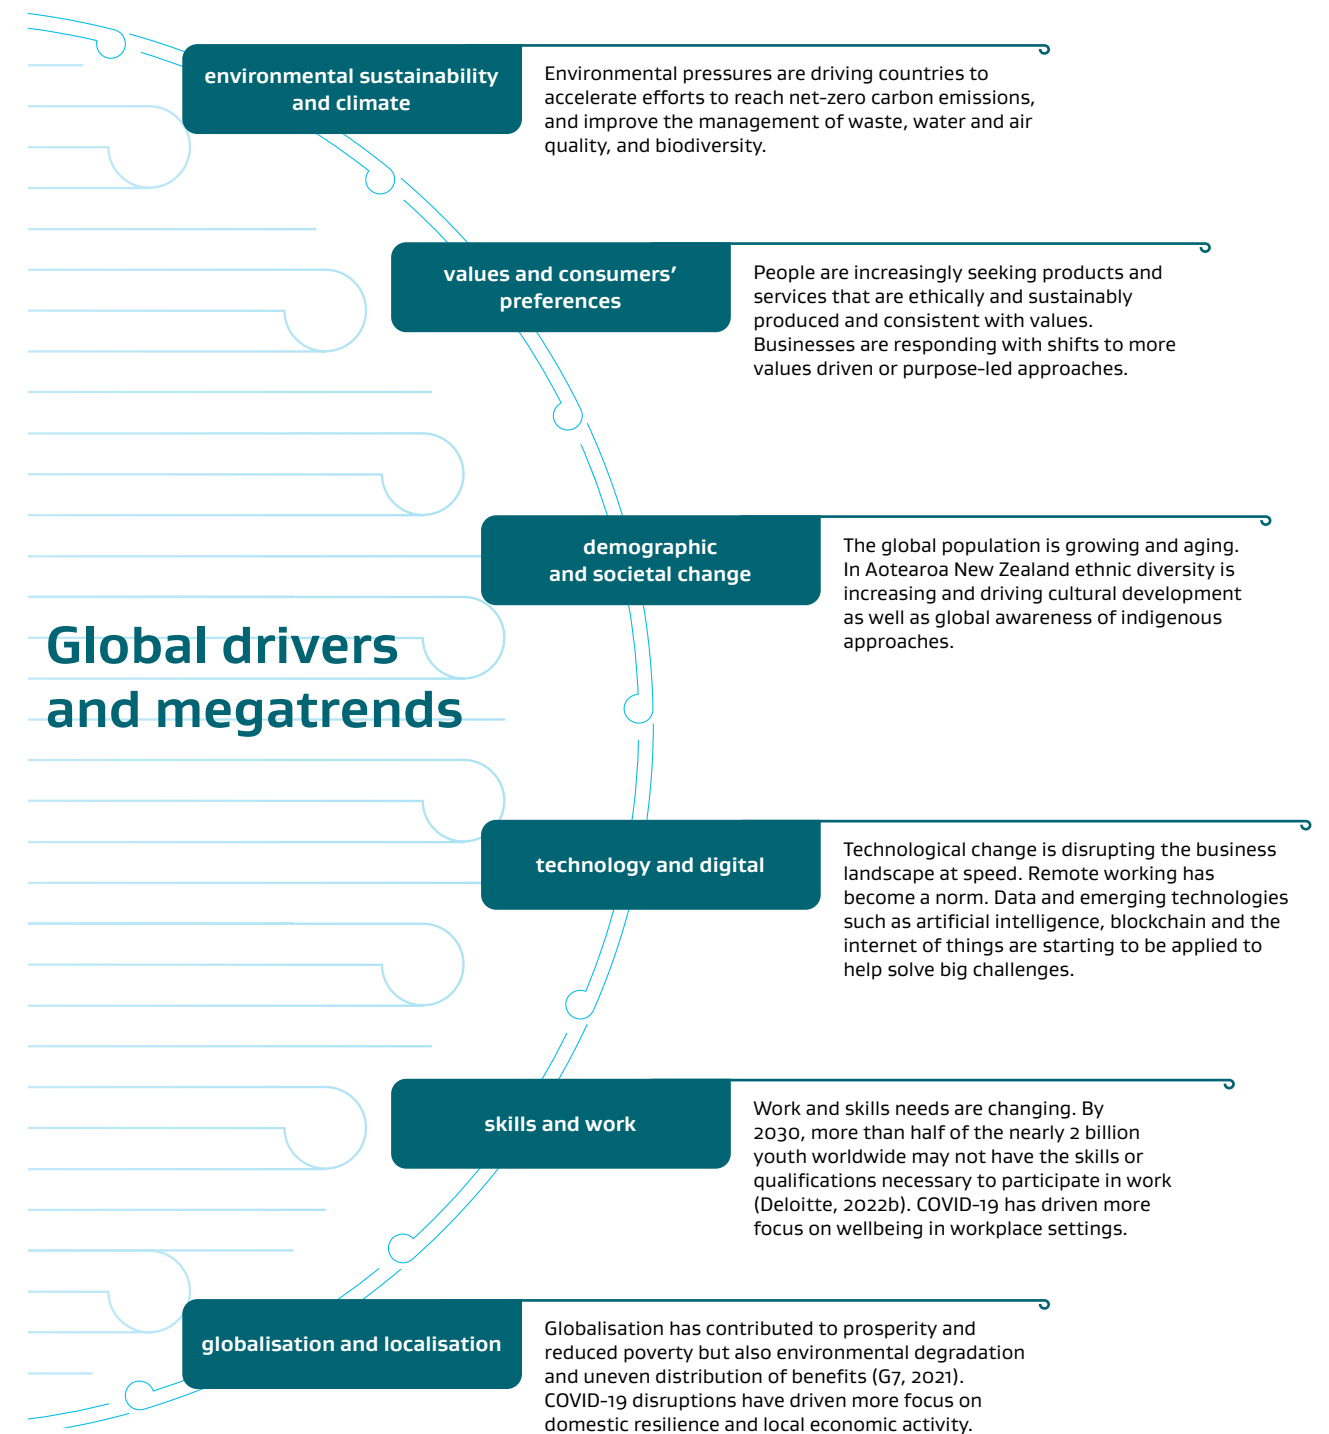 environmental sustainability
and climate
Environmental pressures are driving countries to
accelerate efforts to reach net-zero carbon emissions,
and improve the management of waste, water and air
quality, and biodiversity.
values and consumers’
preferences
People are increasingly seeking products and
services that are ethically and sustainably
produced and consistent with values.
Businesses are responding with shifts to more
values driven or purpose-led approaches.
demographic
and societal change
The global population is growing and aging.
In Aotearoa New Zealand ethnic diversity is
increasing and driving cultural development
as well as global awareness of indigenous
approaches.
Global drivers
and megatrends
technology and digital
Technological change is disrupting the business
landscape at speed. Remote working has
become a norm. Data and emerging technologies
such as artificial intelligence, blockchain and the
internet of things are starting to be applied to
help solve big challenges.
skills and work
Work and skills needs are changing. By
2030, more than half of the nearly 2 billion
youth worldwide may not have the skills or
qualifications necessary to participate in work
(Deloitte, 2022b). COVID-19 has driven more
focus on wellbeing in workplace settings.
globalisation and localisation
Globalisation has contributed to prosperity and
reduced poverty but also environmental degradation
and uneven distribution of benefits (G7, 2021).
COVID-19 disruptions have driven more focus on
domestic resilience and local economic activity.